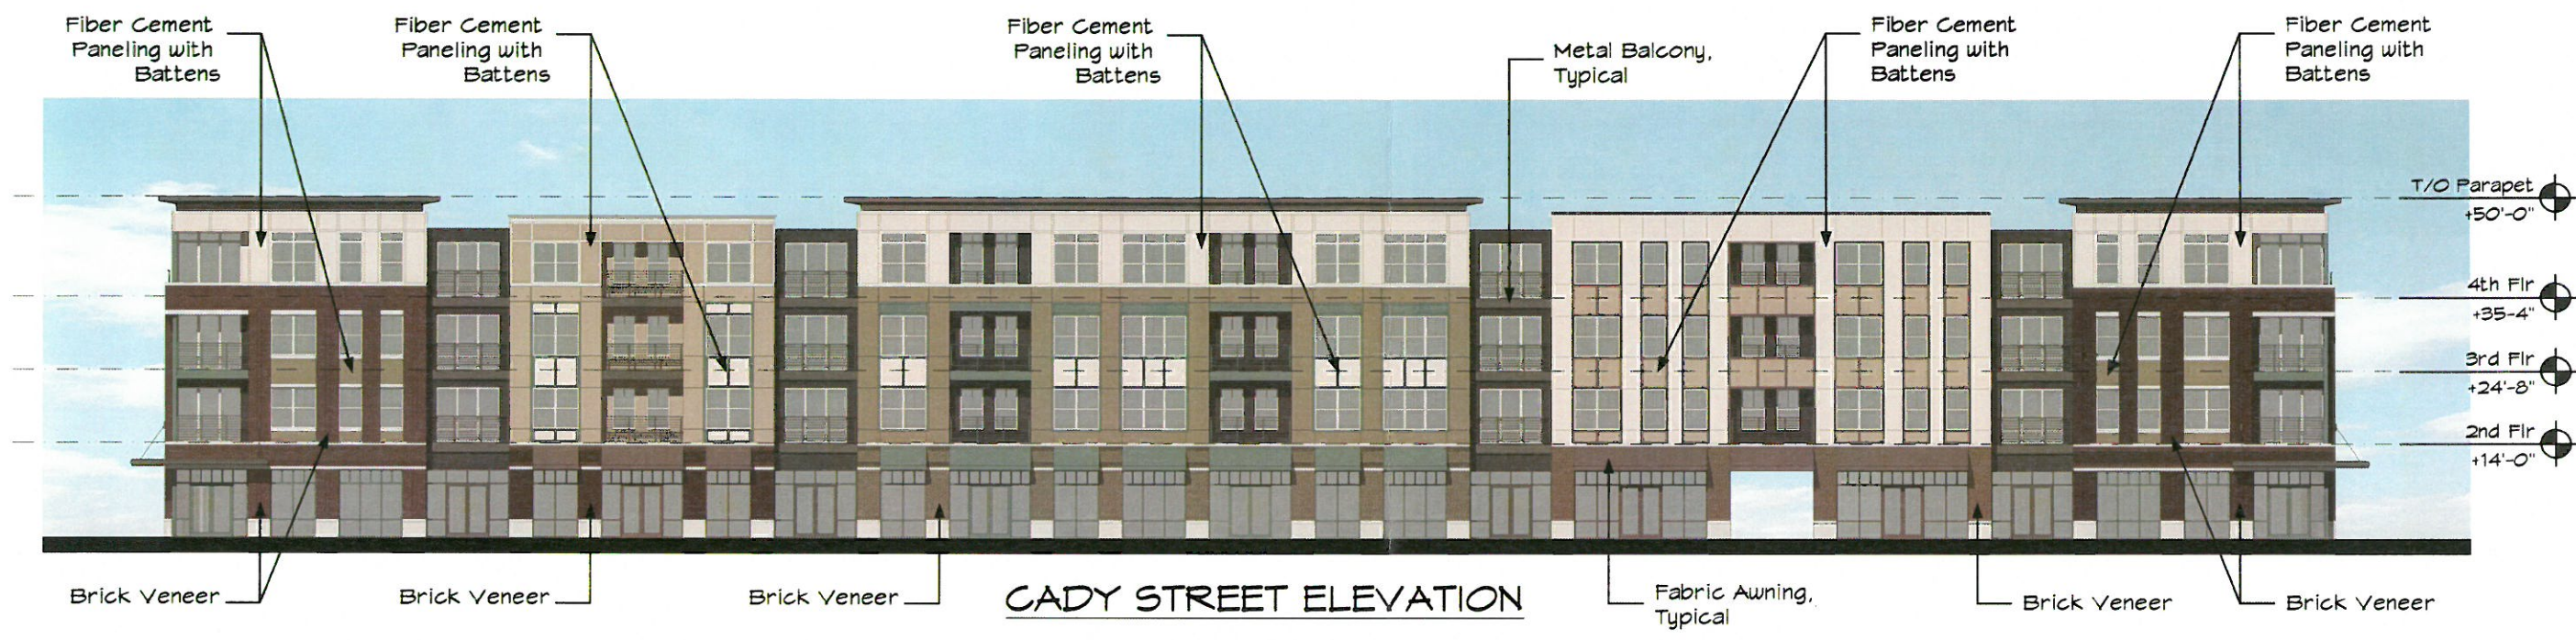 Fiber Cement
Paneling with
Battens
Fiber Cement
Paneling with
Battens
Fiber Cement
Paneling with
Battens
Metal Balcony,
Typical
Fiber Cement
Paneling with
Battens
Fiber Cement
Paneling with
Battens
T/O Parapet
+50'-0"
4th Flr
+35-4"
3rd Flr
+24'-8"
2nd Flr
+14'-0"
Brick Veneer
Brick Veneer
Brick Veneer
CADY STREET ELEVATION
Fabric Awning,
Typical
Brick Veneer
Brick Veneer